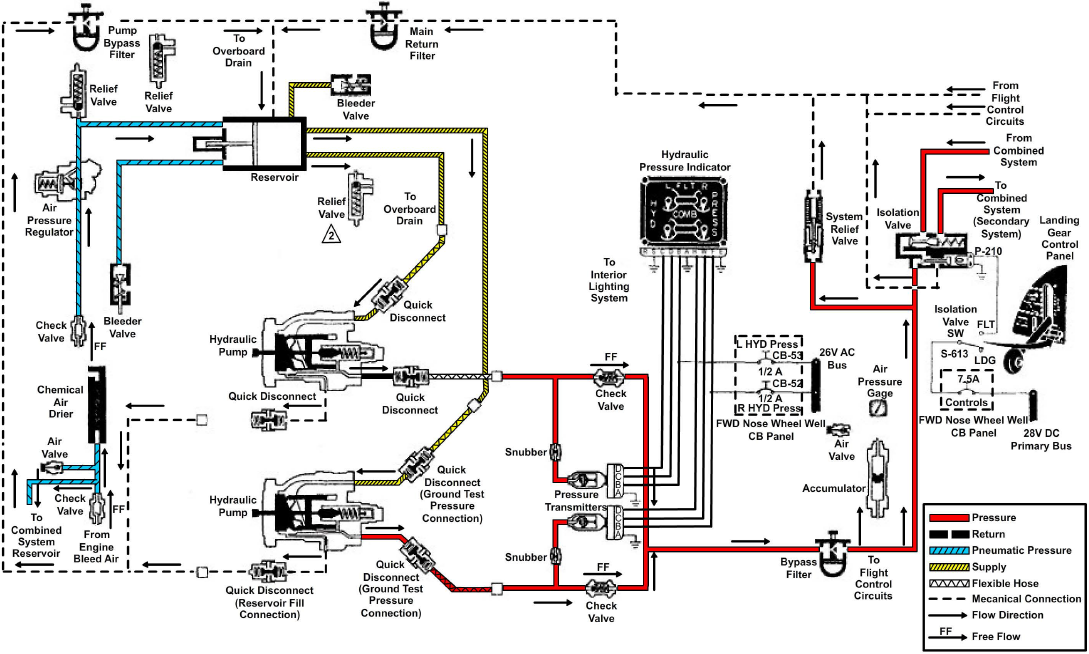 Pump
Bypass
Filter
To
Overboard
Drain
Main
Return
Filter
Relief
Valve
Relief
Valve
Bleeder
Valve
From
Flight
Control
Circuits
From
Combined
System
To
Combined
System
(Secondary
System)
Reservoir
Hydraulic
Pressure Indicator
L FLT R
HYD
COMB
PRESS
Air
Pressure
Regulator
Relief
Valve
2
To
Overboard
Drain
System
Relief
Valve
Isolation
Valve
P-210
Landing
Gear
Control
Panel
To
Interior
Lighting
System
Bleeder
Valve
Check
Valve
FF
Quick
Disconnect
Hydraulic
Pump
Isolation
Valve
SW
FLT
S-613
LDG
L HYD Press
CB-53
1/2 A
CB-52
1/2 A
R HYD Press
26V AC
Bus
FWD Nose Wheel Well
CB Panel
Air
Pressure
Gage
7.5A
Controls
FWD Nose Wheel Well
CB Panel
28V DC
Primary Bus
Chemical
Air
Drier
Quick Disconnect
Quick
Disconnect
FF
Check
Valve
Air
Valve
Air
Valve
Check
Valve
FF
To
Combined
System
Reservoir
From
Engine
Bleed Air
Hydraulic
Pump
Quick
Disconnect
(Ground Test
Pressure
Connection)
Snubber
Pressure
Transmitters
D
C
B
A
D
C
B
A
Snubber
Accumulator
Quick Disconnect
(Reservoir Fill
Connection)
Quick
Disconnect
(Ground Test
Pressure
Connection)
FF
Check
Valve
Bypass
Filter
To
Flight
Control
Circuits
Pressure
Return
Pneumatic Pressure
Supply
Flexible Hose
Mecanical Connection
Flow Direction
FF
Free Flow